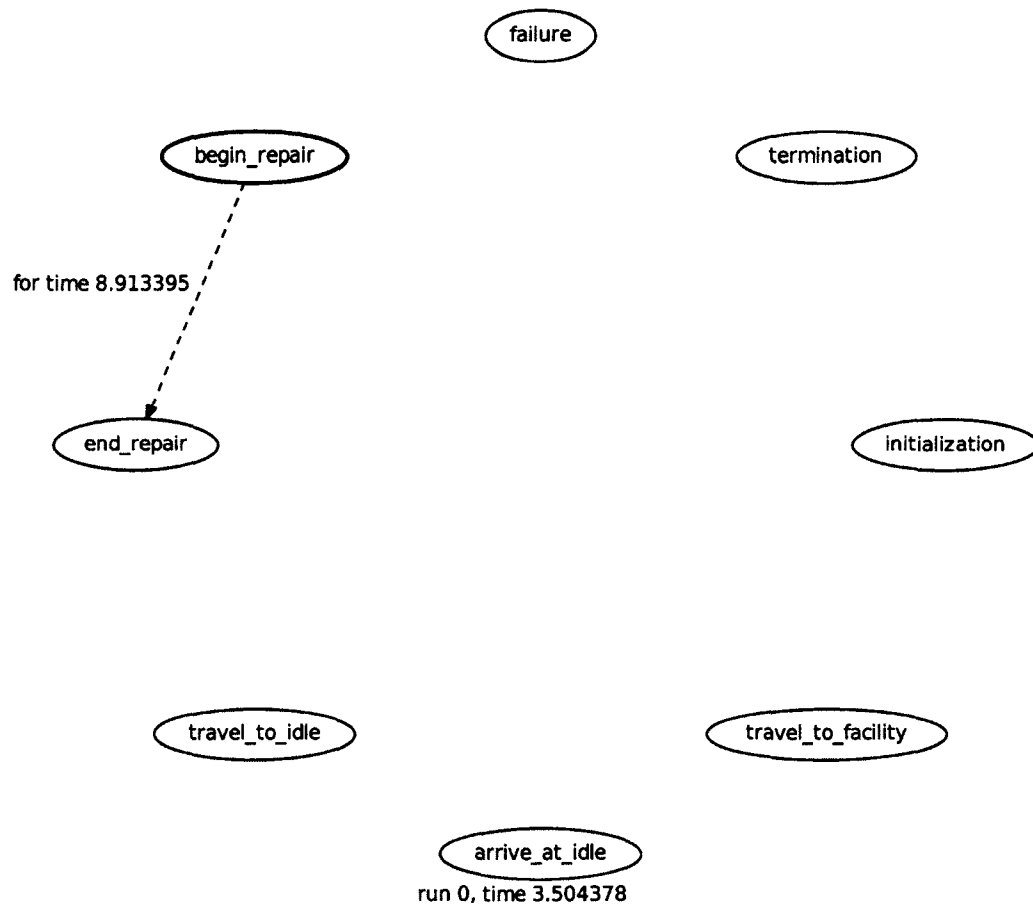 failure
begin_repair
termination
for time 8.913395
end_repair
initialization
travel_to_idle
travel_to_facility
arrive_at_idle
run 0, time 3.504378